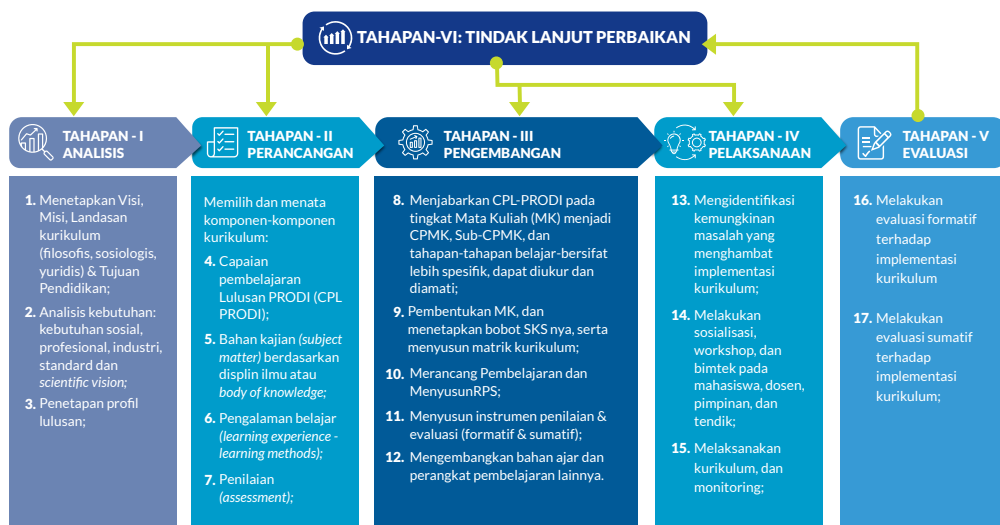 TAHAPAN-VI: TINDAK LANJUT PERBAIKAN
TAHAPAN - I
ANALISIS
1. Menetapkan Visi,
Misi, Landasan
kurikulum
(filosofis, sosiologis,
yuridis) & Tujuan
Pendidikan;
2. Analisis kebutuhan:
kebutuhan sosial,
profesional, industri,
standard dan
scientific vision;
3. Penetapan profil
lulusan;
TAHAPAN - II
PERANCANGAN
Memilih dan menata
komponen-komponen
kurikulum:
4. Capaian
pembelajaran
Lulusan PRODI (CPL
PRODI);
5. Bahan kajian (subject
matter) berdasarkan
displin ilmu atau
body of knowledge;
6. Pengalaman belajar
(learning experience -
learning methods);
7. Penilaian
(assessment);
TAHAPAN - III
PENGEMBANGAN
8. Menjabarkan CPL-PRODI pada
tingkat Mata Kuliah (MK) menjadi
CPMK, Sub-CPMK, dan
tahapan-tahapan belajar-bersifat
lebih spesifik, dapat diukur dan
diamati;
9. Pembentukan MK, dan
menetapkan bobot SKS nya, serta
menyusun matrik kurikulum;
10. Merancang Pembelajaran dan
MenyusunRPS;
11. Menyusun instrumen penilaian &
evaluasi (formatif & sumatif);
12. Mengembangkan bahan ajar dan
perangkat pembelajaran lainnya.
TAHAPAN - IV
PELAKSANAAN
13. Mengidentifikasi
kemungkinan
masalah yang
menghambat
implementasi
kurikulum;
14. Melakukan
sosialisasi,
workshop, dan
bimtek pada
mahasiswa, dosen,
pimpinan, dan
tendik;
15. Melaksanakan
kurikulum, dan
monitoring;
TAHAPAN - V
EVALUASI
16. Melakukan
evaluasi formatif
terhadap
implementasi
kurikulum
17. Melakukan
evaluasi sumatif
terhadap
implementasi
kurikulum;